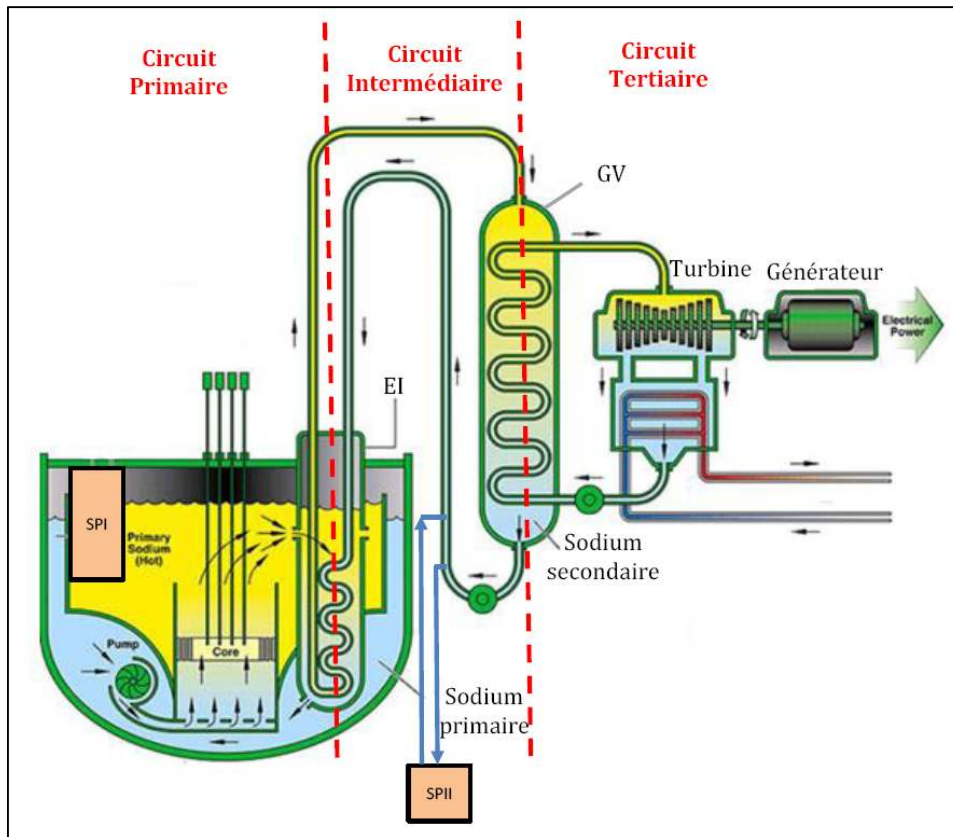 Circuit
Primaire
Circuit
Intermédiaire
Circuit
Tertiaire
GV
Turbine
Générateur
Electrical
Power
EI
SPI
Primary
Sodium
(Hot)
Pump
Core
Sodium
secondaire
Sodium
primaire
SPII